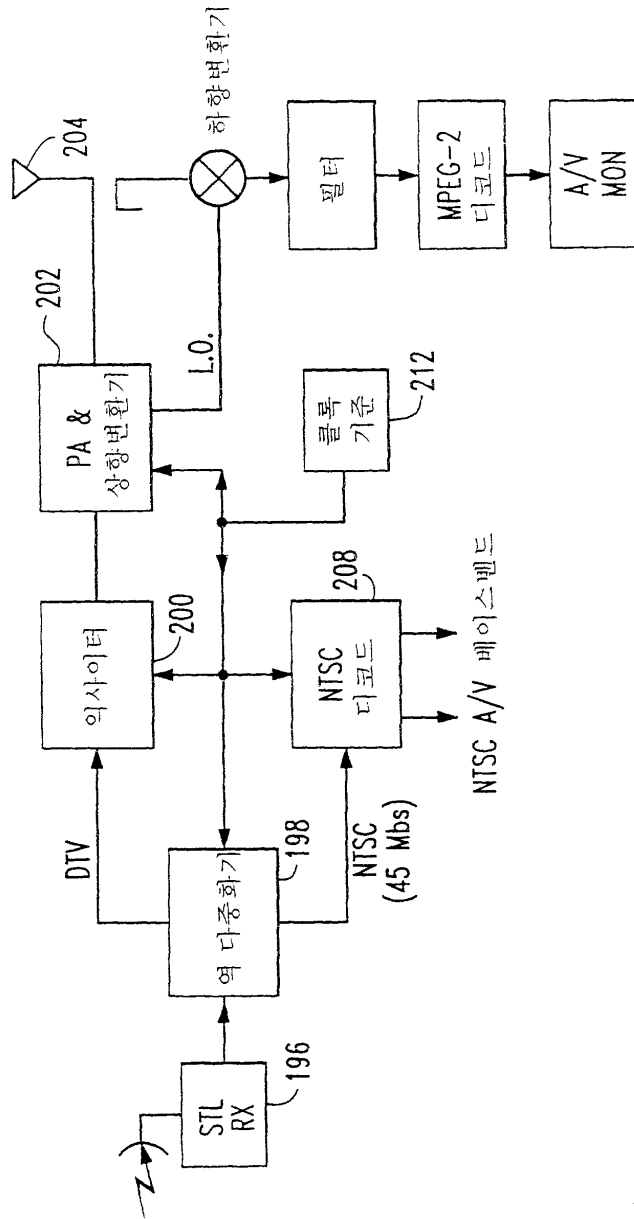 204
202
PA &
상향변환기
하향변환기
L.O.
익사이터
200
DTV
필터
MPEG-2
디코드
A/V
MON
클록
기준
212
208
NTSC
디코드
NTSC A/V 베이스밴드
역 다중화기
198
NTSC
(45 Mbs)
STL
RX
196